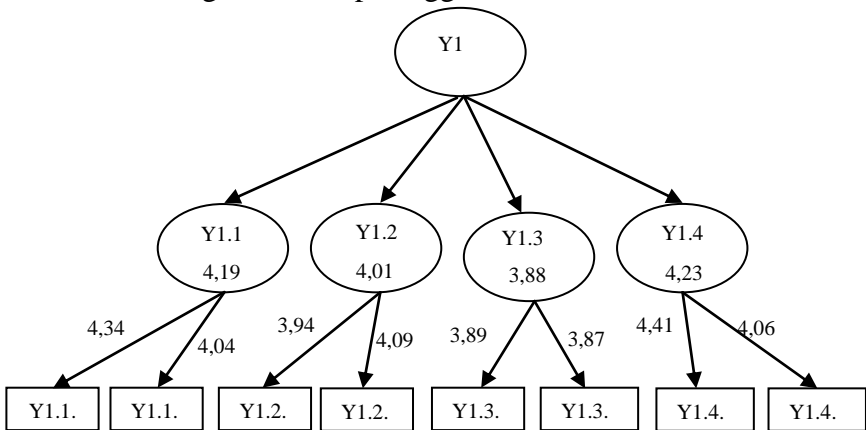 Y1
Y1.1 Y1.2 Y1.3 Y1.4
4,19 4,01 3,88 4,23
4,34 4,04 3,94 4,09 3,89 3,87 4,41 4,06
Y1.1. Y1.1. Y1.2. Y1.2. Y1.3. Y1.3. Y1.4. Y1.4.